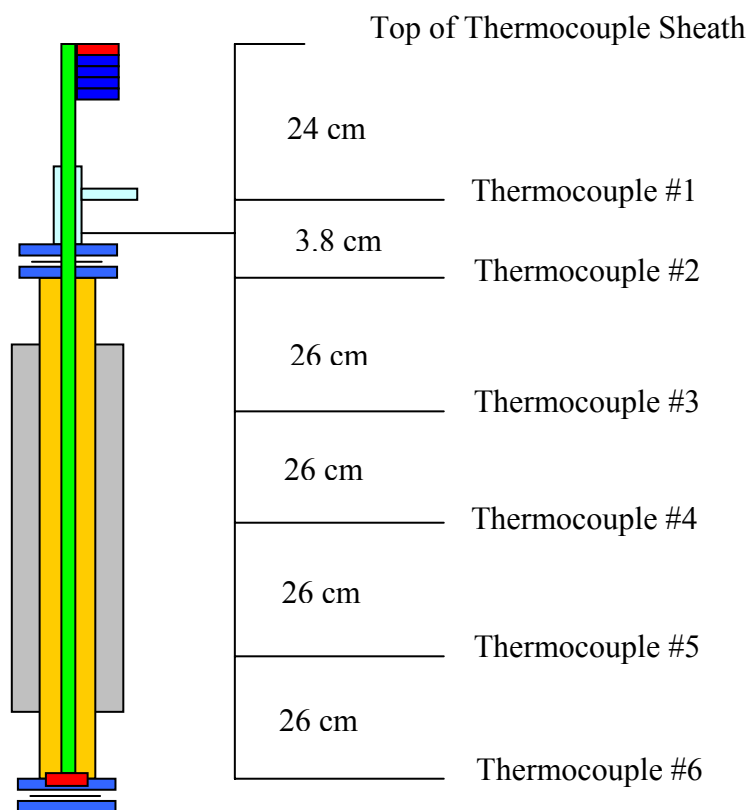 Top of Thermocouple Sheath
24 cm
Thermocouple #1
3.8 cm
Thermocouple #2
26 cm
Thermocouple #3
26 cm
Thermocouple #4
26 cm
Thermocouple #5
26 cm
Thermocouple #6